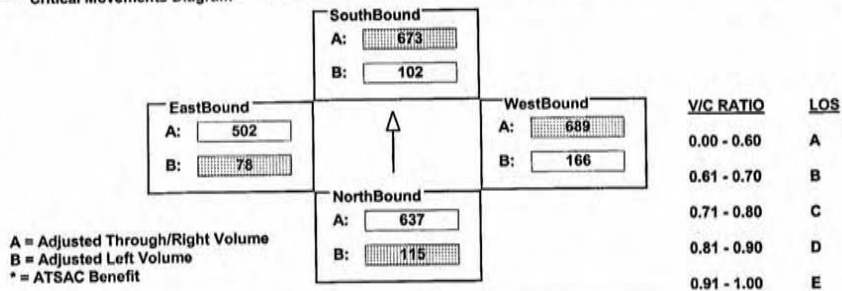 Critical Movements Diagram
SouthBound
A: 673
B: 102
EastBound
A: 502
B: 78
WestBound
A: 689
B: 166
NorthBound
A: 637
B: 115
A = Adjusted Through/Right Volume
B = Adjusted Left Volume
* = ATSAC Benefit
V/C RATIO LOS
0.00 - 0.60 A
0.61 - 0.70 B
0.71 - 0.80 C
0.81 - 0.90 D
0.91 - 1.00 E